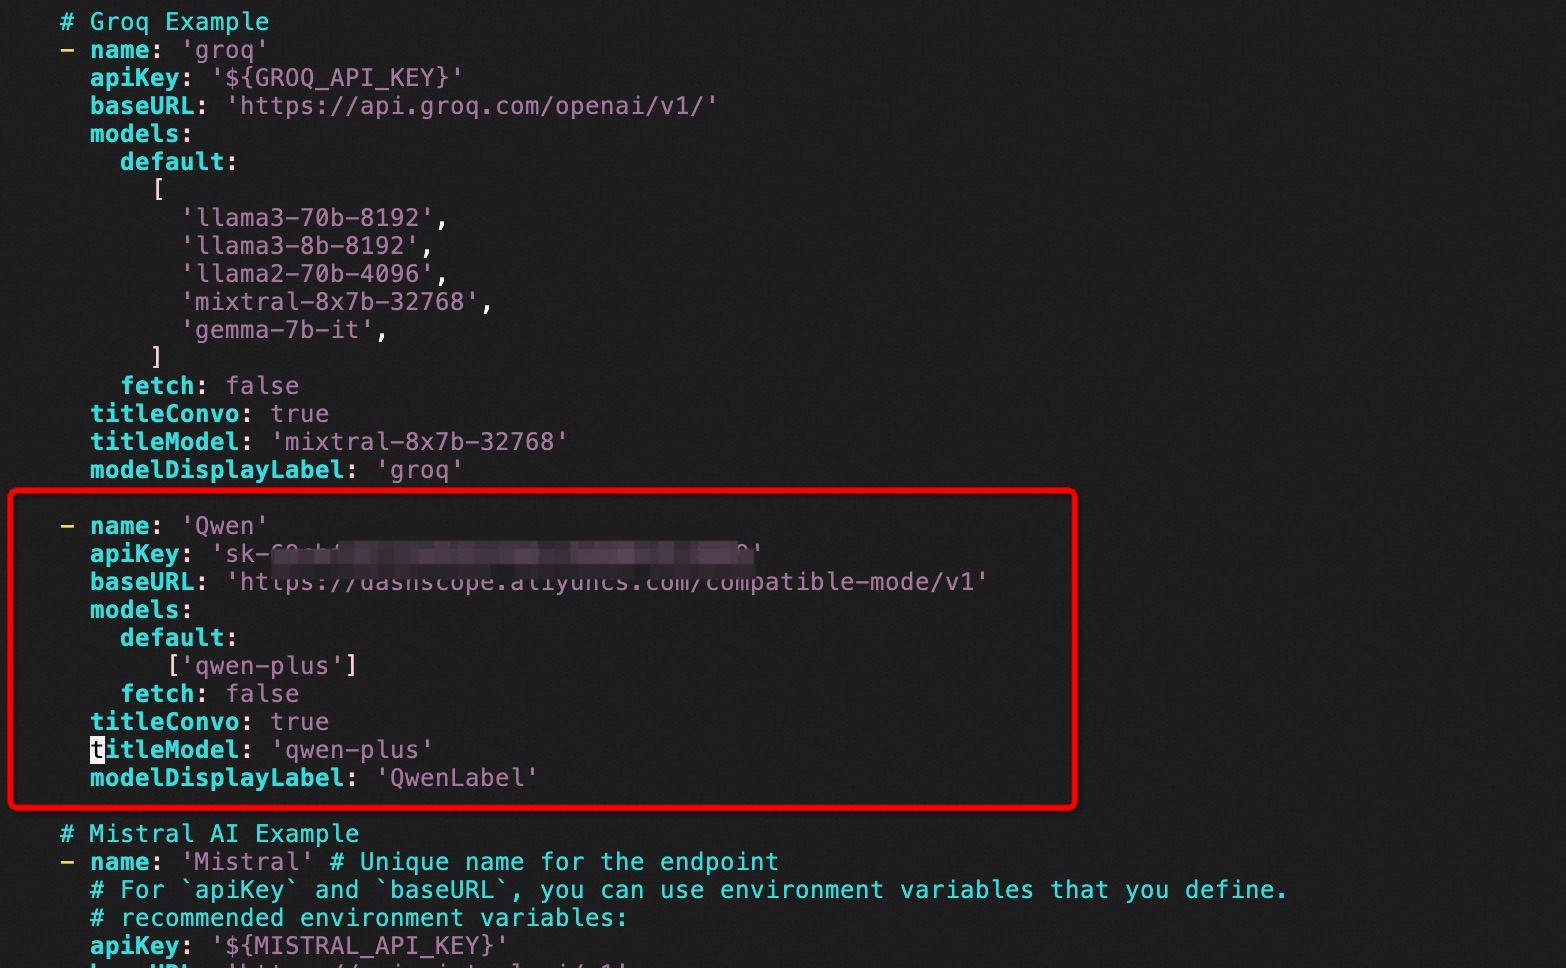 # Groq Example
- name: 'groq'
apiKey: '${GROQ_API_KEY}'
baseURL: 'https://api.groq.com/openai/v1/'
models:
default:
[
'llama3-70b-8192',
'llama3-8b-8192',
'llama2-70b-4096',
'mixtral-8x7b-32768',
'gemma-7b-it',
]
fetch: false
titleConvo: true
titleModel: 'mixtral-8x7b-32768'
modelDisplayLabel: 'groq'
- name: 'Qwen'
apiKey: 'sk-
baseURL: 'https://dashscope.aliyuncs.com/compatible-mode/v1'
models:
default:
['qwen-plus']
fetch: false
titleConvo: true
titleModel: 'qwen-plus'
modelDisplayLabel: 'QwenLabel'
# Mistral AI Example
- name: 'Mistral' # Unique name for the endpoint
# For `apiKey` and `baseURL`, you can use environment variables that you define.
# recommended environment variables:
apiKey: '${MISTRAL_API_KEY}'